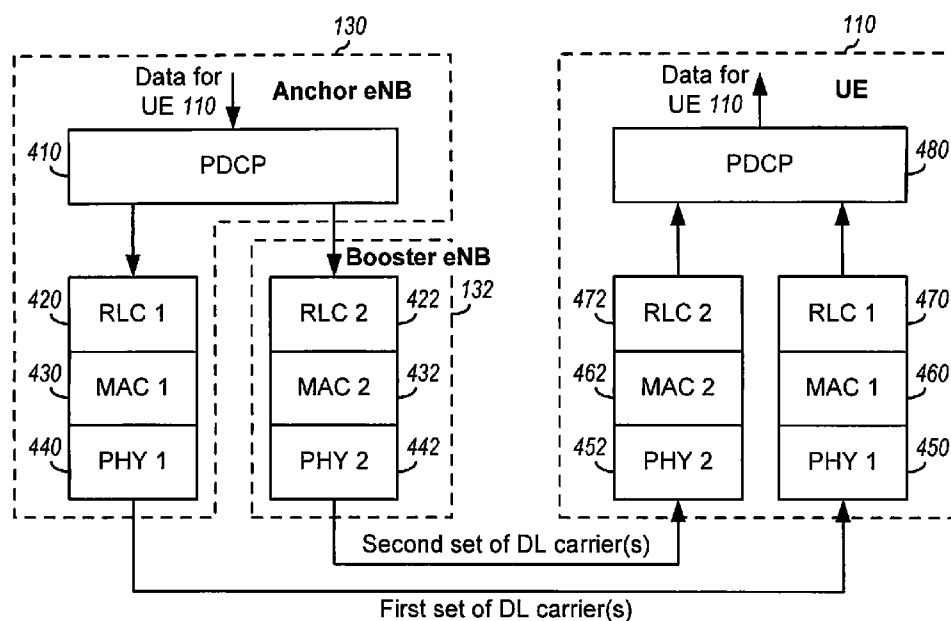 130
110
Data for
UE 110
Anchor eNB
Data for
UE 110
UE
410
PDCP
PDCP
480
Booster eNB
132
420
RLC 1
RLC 2
422
472
RLC 2
RLC 1
470
430
MAC 1
MAC 2
432
462
MAC 2
MAC 1
460
440
PHY 1
PHY 2
442
452
PHY 2
PHY 1
450
Second set of DL carrier(s)
First set of DL carrier(s)